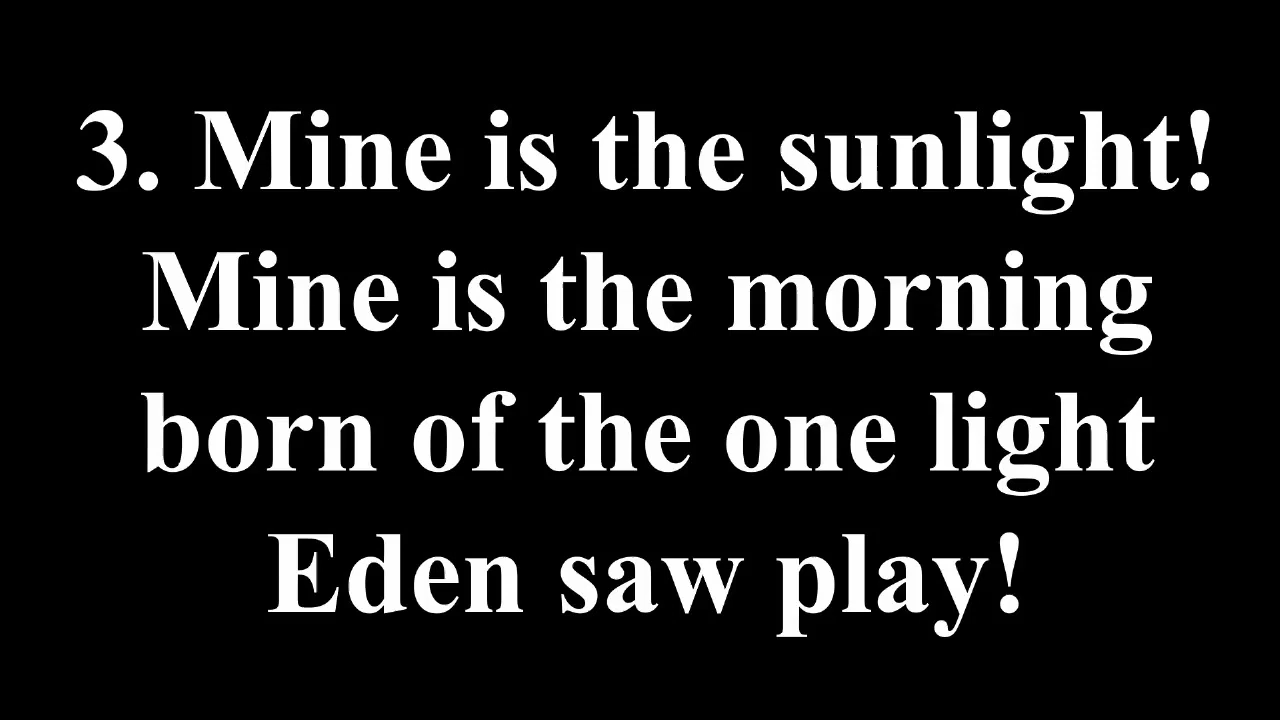 3. Mine is the sunlight!
Mine is the morning
born of the one light
Eden saw play!